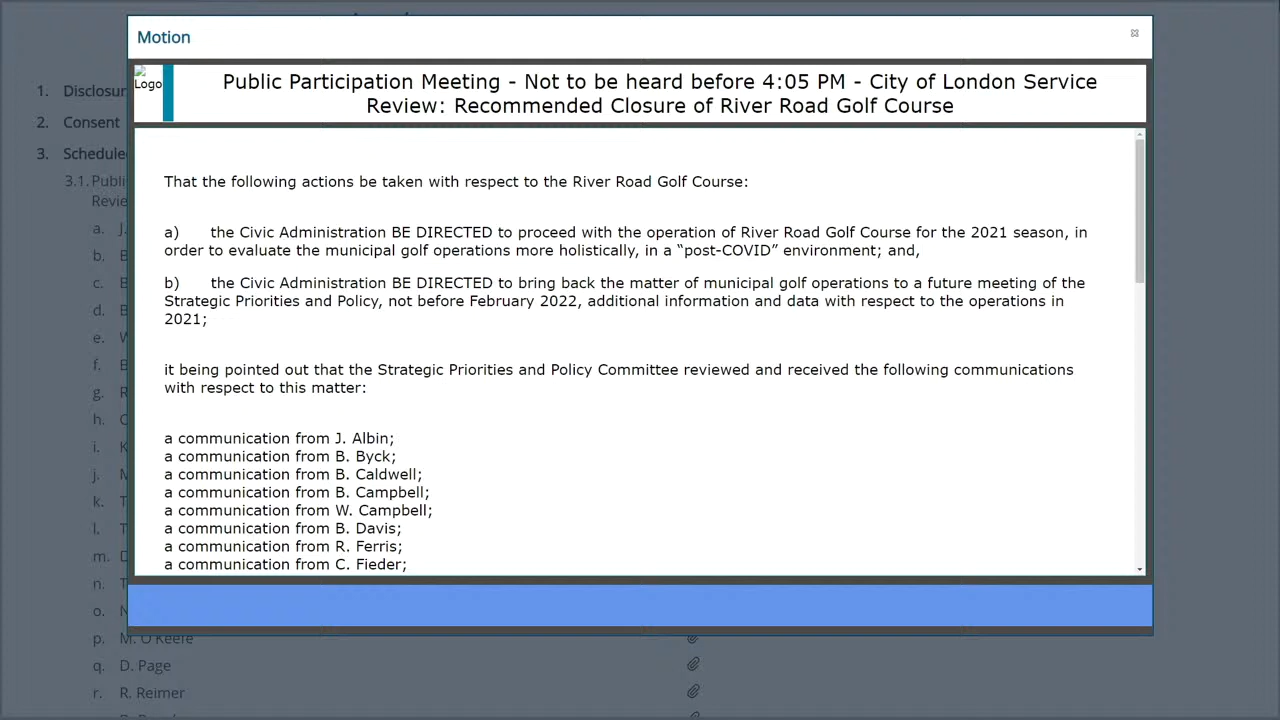 Motion
Logo
Public Participation Meeting - Not to be heard before 4:05 PM - City of London Service
Review: Recommended Closure of River Road Golf Course
That the following actions be taken with respect to the River Road Golf Course:
a) the Civic Administration BE DIRECTED to proceed with the operation of River Road Golf Course for the 2021 season, in
order to evaluate the municipal golf operations more holistically, in a “post-COVID” environment; and,
b) the Civic Administration BE DIRECTED to bring back the matter of municipal golf operations to a future meeting of the
Strategic Priorities and Policy, not before February 2022, additional information and data with respect to the operations in
2021;
it being pointed out that the Strategic Priorities and Policy Committee reviewed and received the following communications
with respect to this matter:
a communication from J. Albin;
a communication from B. Byck;
a communication from B. Caldwell;
a communication from B. Campbell;
a communication from W. Campbell;
a communication from B. Davis;
a communication from R. Ferris;
a communication from C. Fieder;
1. Disclosur
2. Consent
3. Schedule
3.1. Publi
Revie
a. J.
b. B
c. B
d. B
e. W
f. B
g. R
h. C
i. K
j. M
k. T
l. T
m. D
n. T
o. N
p. M. O'Keefe
q. D. Page
r. R. Reimer